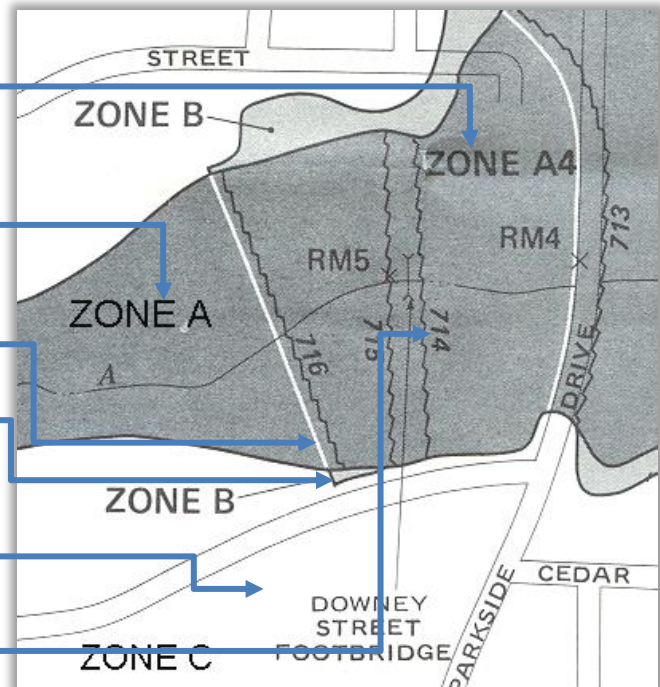 STREET
ZONE B
ZONE A4
713
RM4
RM5
ZONE A
716
715
714
A
DRIVE
ZONE B
CEDAR
DOWNEY
STREET
FOOTBRIDGE
PARKSIDE
ZONE C